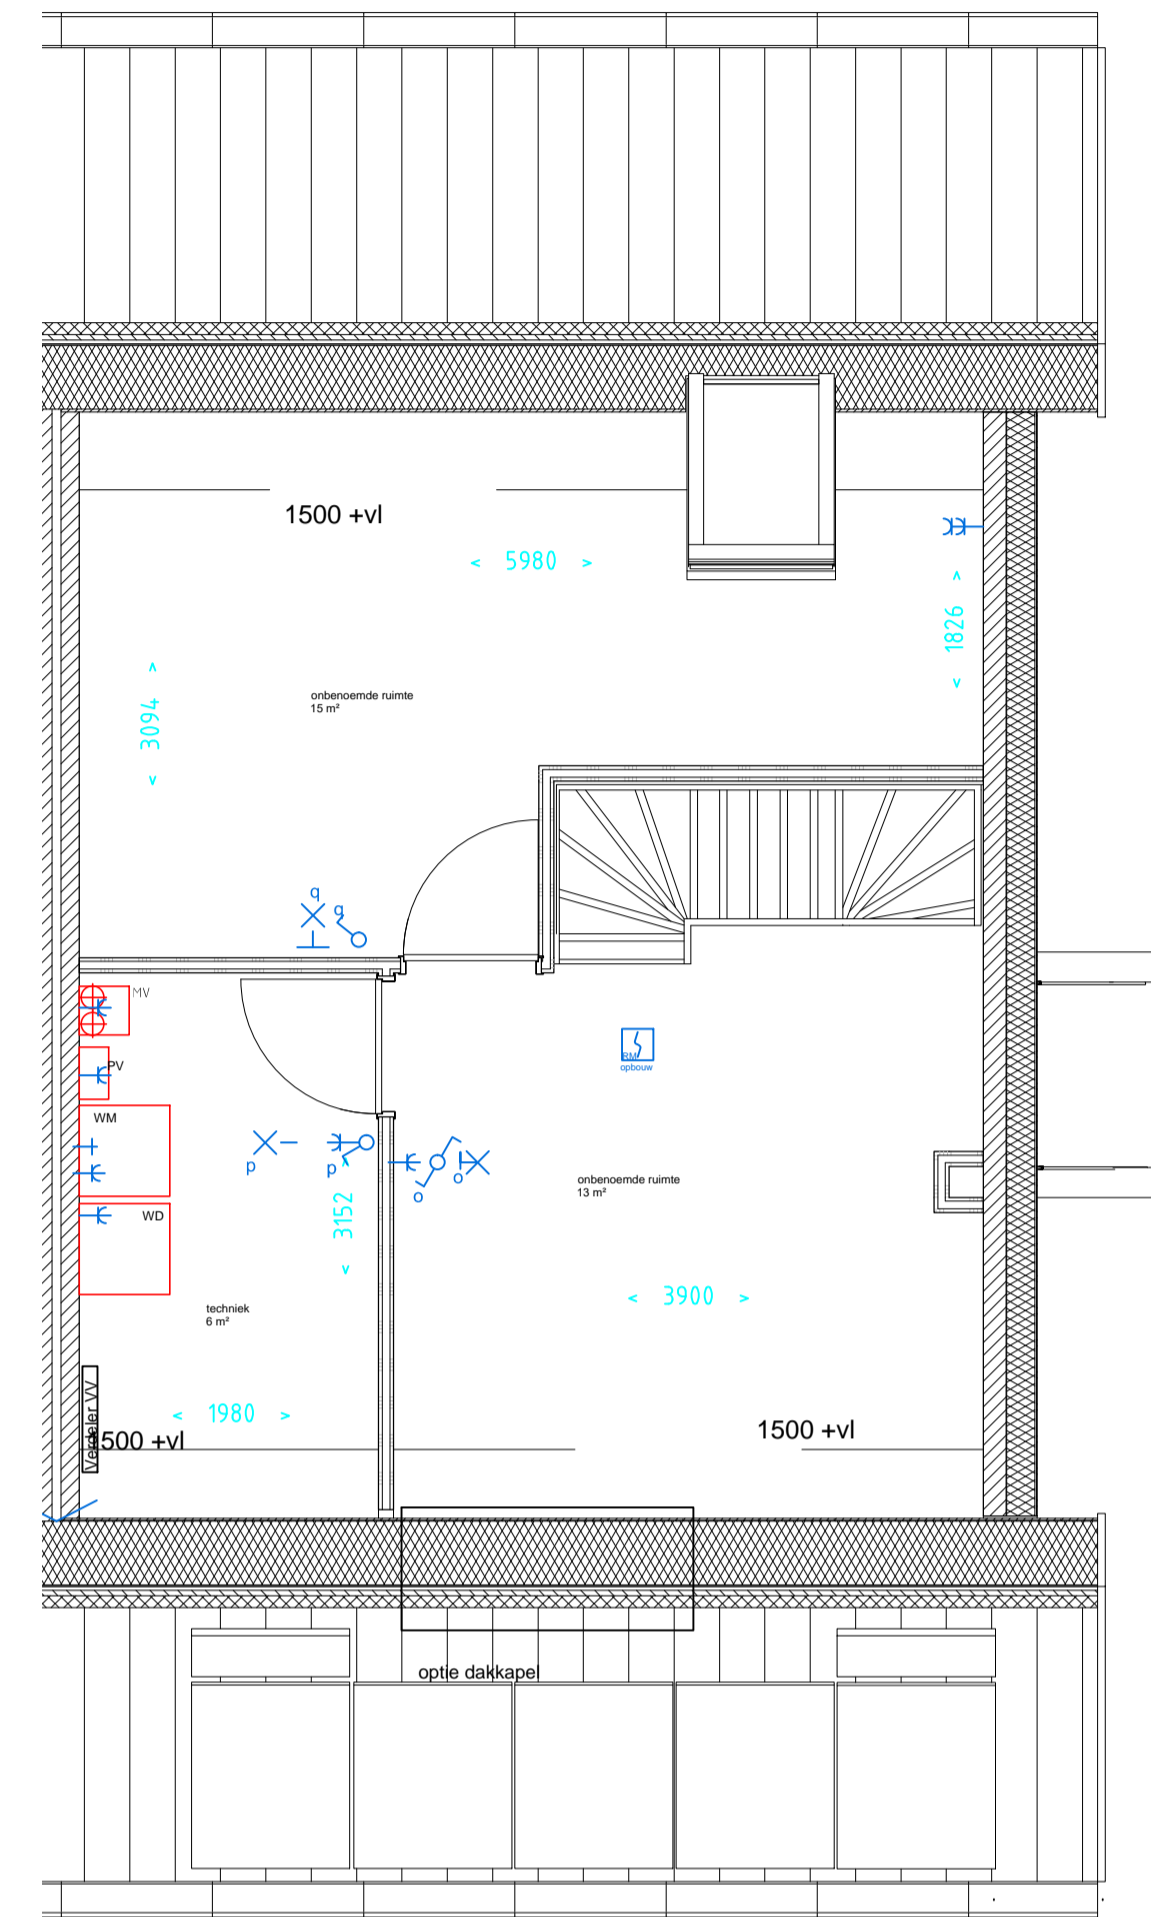 1500 +vl
5980
1826
3094
onbenoemde ruimte
15 m²
q
q
MV
PV
WM
RM
opbouw
p
p
o
o
3152
onbenoemde ruimte
13 m²
WD
3900
techniek
6 m²
1980
Verdeler VV
1500 +vl
1500 +vl
optie dakkapel